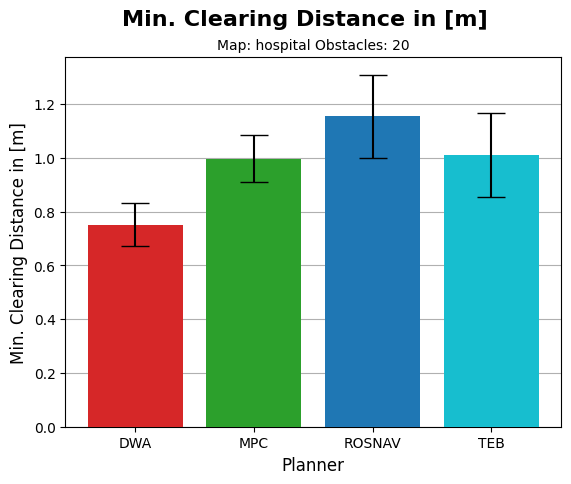 Min. Clearing Distance in [m]
Map: hospital Obstacles: 20
Min. Clearing Distance in [m]
1.2
1.0
0.8
0.6
0.4
0.2
0.0
DWA
MPC
ROSNAV
TEB
Planner